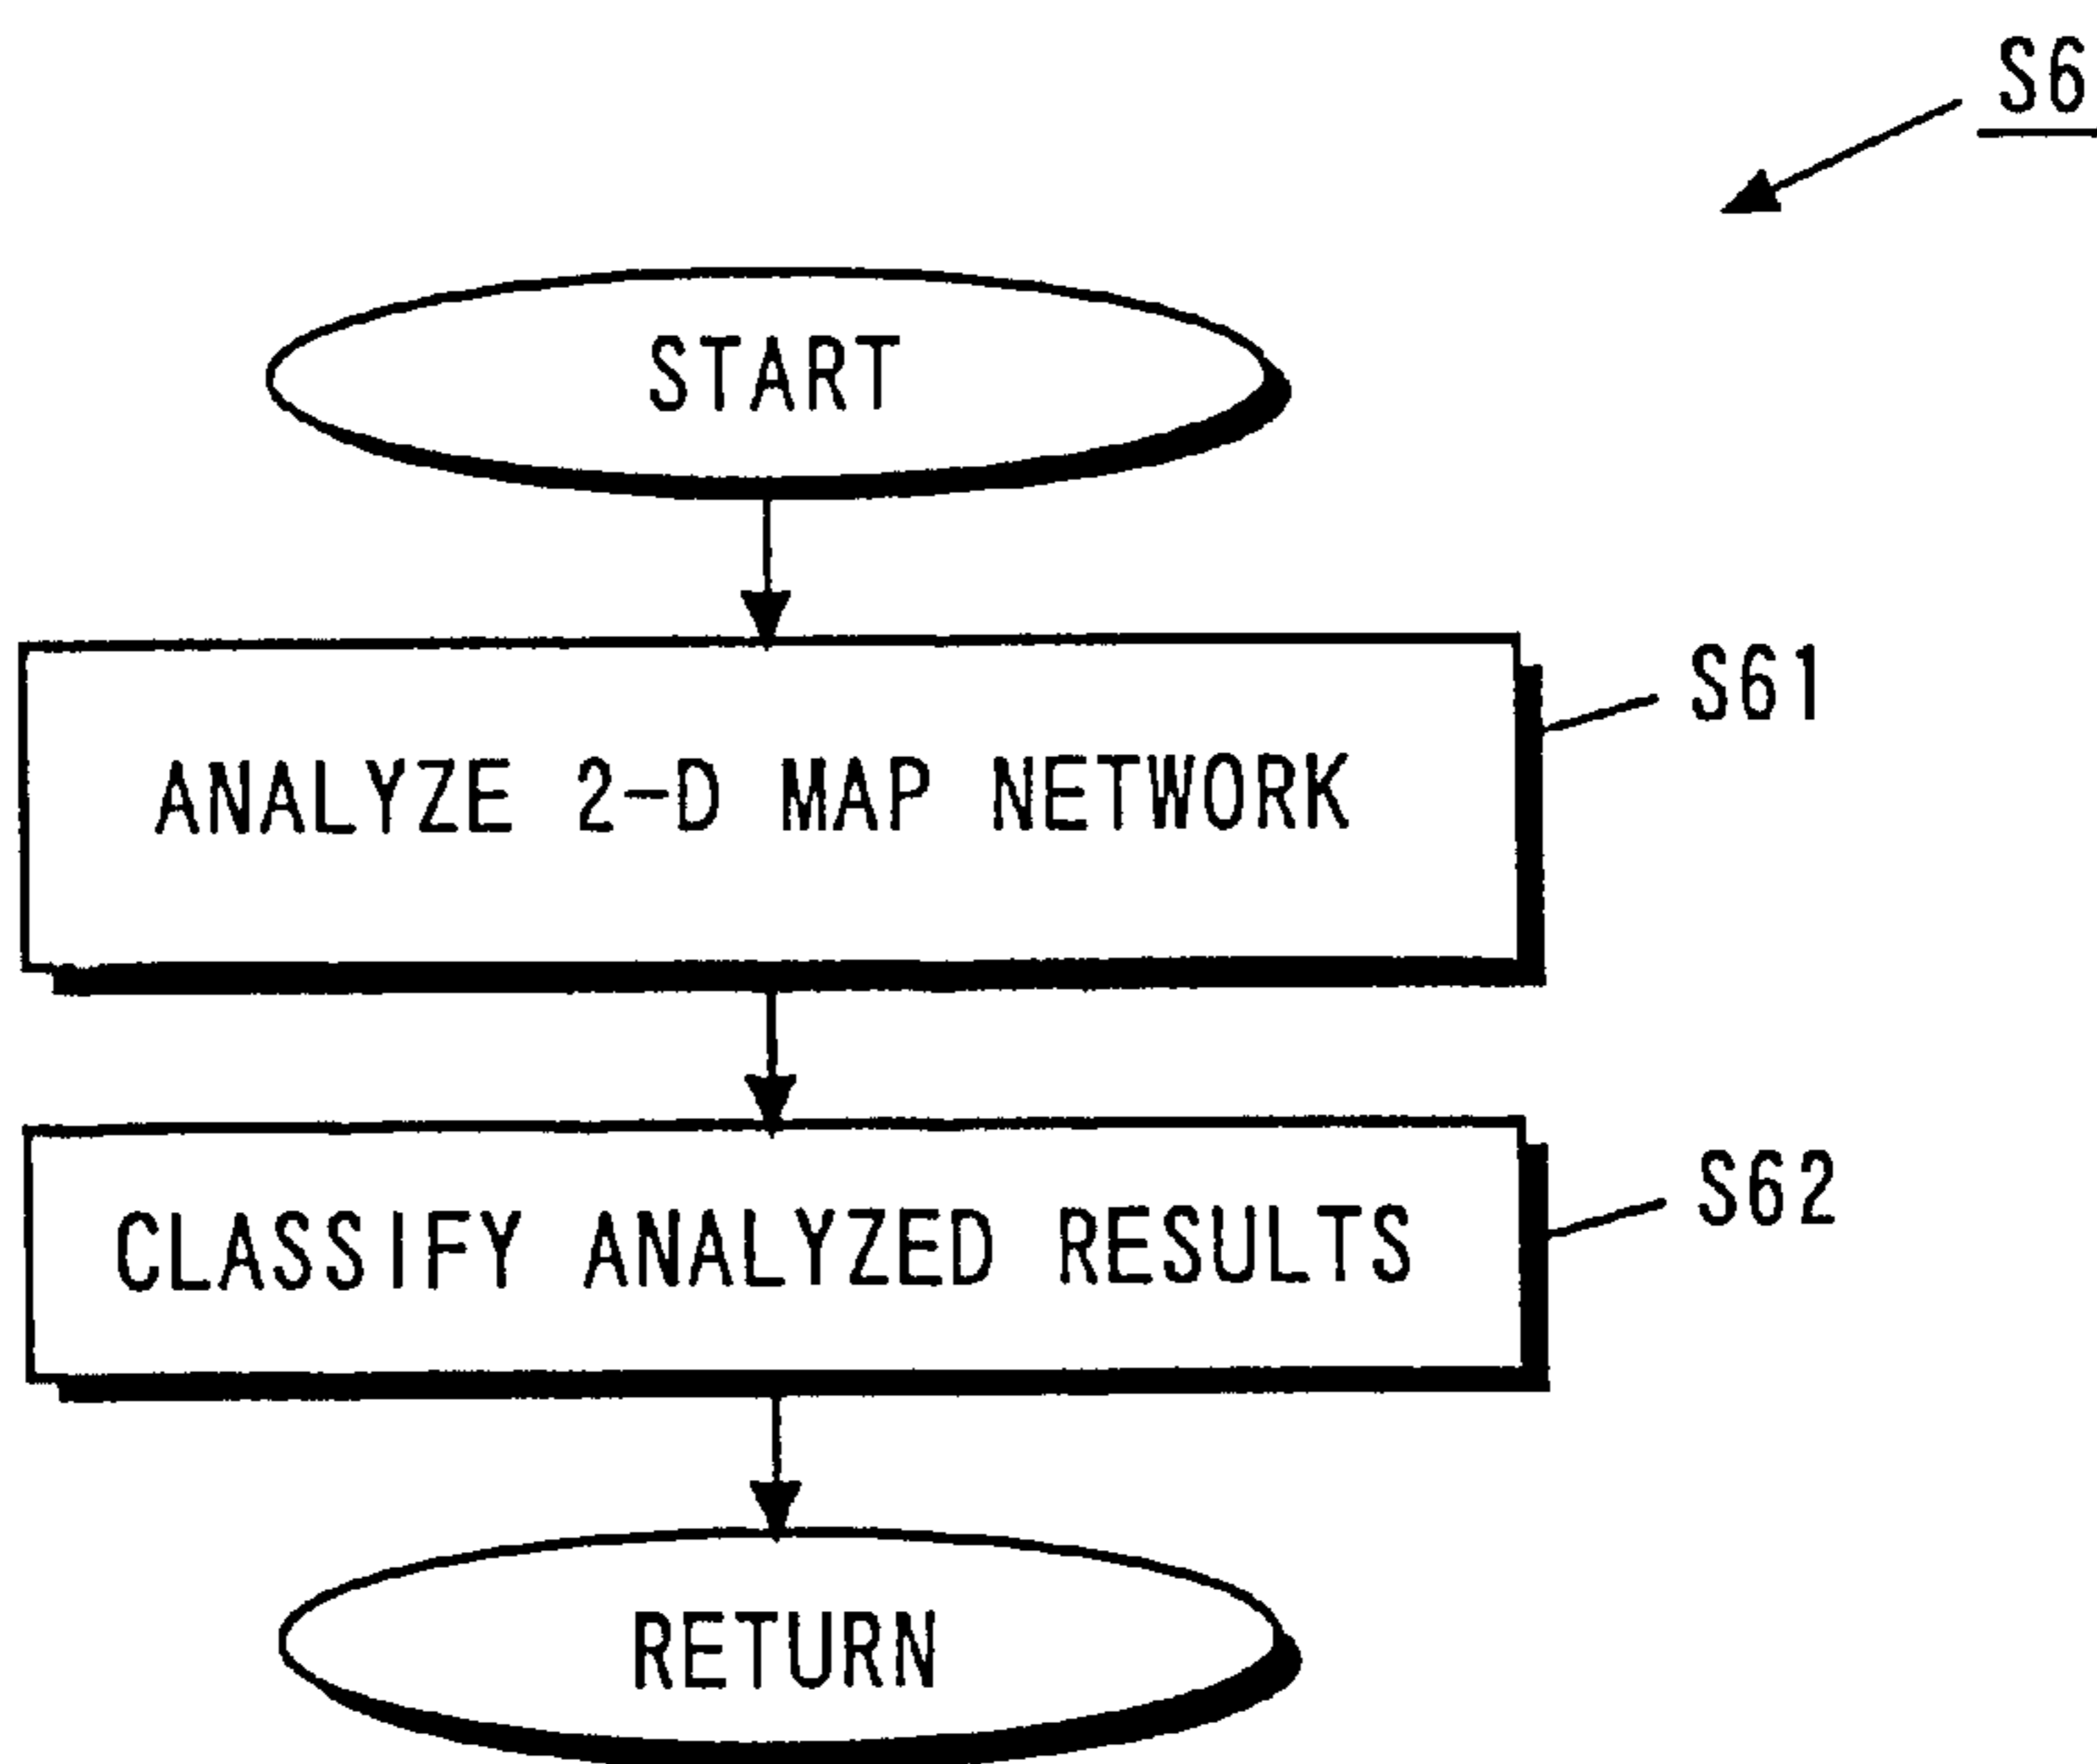 S6
START
S61
ANALYZE 2-D MAP NETWORK
S62
CLASSIFY ANALYZED RESULTS
RETURN